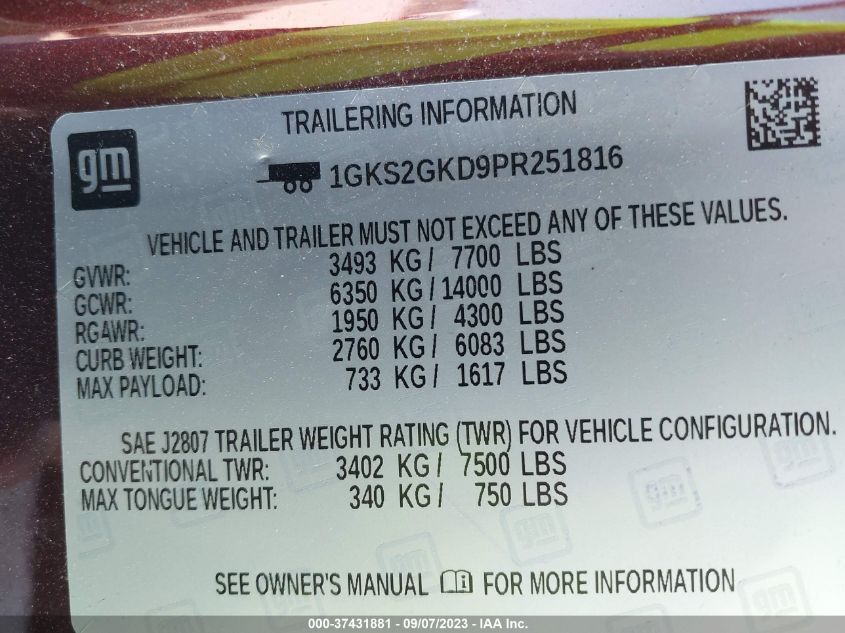 TRAILERING INFORMATION
gm
1GKS2GKD9PR251816
VEHICLE AND TRAILER MUST NOT EXCEED ANY OF THESE VALUES.
GVWR: 3493 KG/ 7700 LBS
GCWR: 6350 KG/14000 LBS
RGAWR: 1950 KG/ 4300 LBS
CURB WEIGHT: 2760 KG/ 6083 LBS
MAX PAYLOAD: 733 KG/ 1617 LBS
SAE J2807 TRAILER WEIGHT RATING (TWR) FOR VEHICLE CONFIGURATION.
CONVENTIONAL TWR: 3402 KG/ 7500 LBS
MAX TONGUE WEIGHT: 340 KG/ 750 LBS
SEE OWNER'S MANUAL FOR MORE INFORMATION
000-37431881 - 09/07/2023 - IAA Inc.